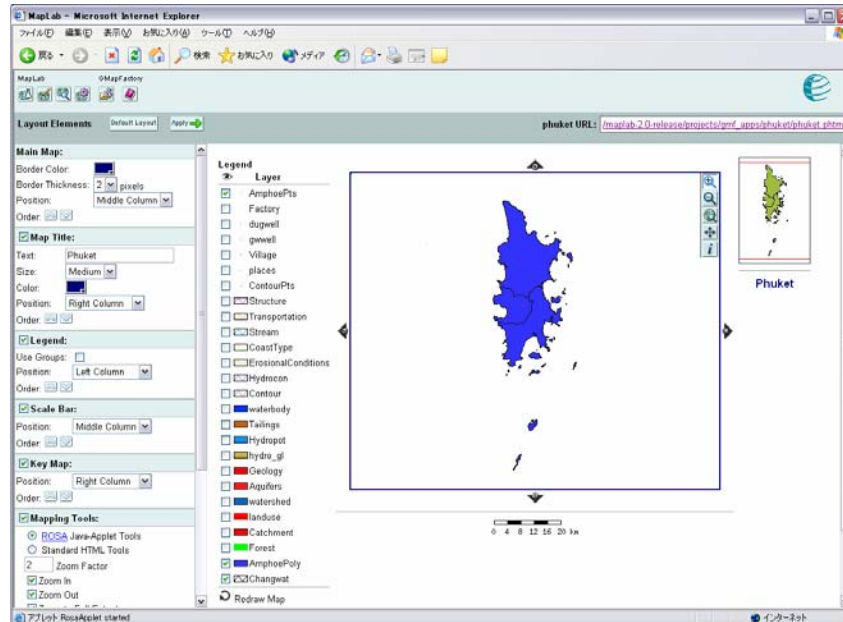 MapLab - Microsoft Internet Explorer
ファイル(F) 編集(E) 表示(V) お気に入り(A) ツール(T) ヘルプ(H)
戻る 検索 お気に入り メディア
MapLab GMapFactory
Layout Elements Default Layout Apply
phuket URL: /maplab-2.0-release/projects/gmf_apps/phuket/phuket.phtm
Main Map:
Border Color:
Border Thickness: 2 pixels
Position: Middle Column
Order:
Map Title:
Text: Phuket
Size: Medium
Color:
Position: Right Column
Order:
Legend:
Use Groups:
Position: Left Column
Order:
Scale Bar:
Position: Middle Column
Order:
Key Map:
Position: Right Column
Order:
Mapping Tools:
ROSA Java-Applet Tools
Standard HTML Tools
2 Zoom Factor
Zoom In
Zoom Out
Legend
Layer
AmphoePts
Factory
dugwell
gwwell
Village
places
ContourPts
Structure
Transportation
Stream
CoastType
ErosionalConditions
Hydrocon
Contour
waterbody
Tailings
Hydropot
hydro_gl
Geology
Aquifers
watershed
landuse
Catchment
Forest
AmphoePoly
Changwat
Redraw Map
0 4 8 12 16 20 km
Phuket
アプレット RosaApplet started
インターネット